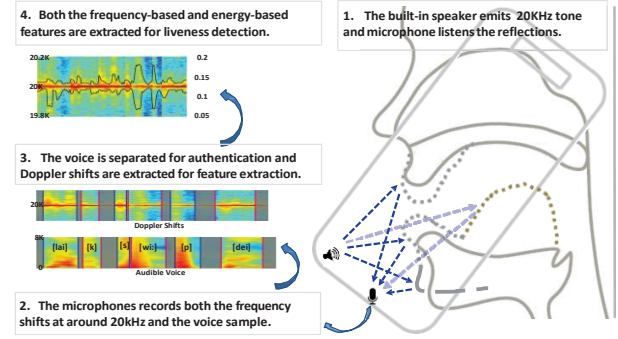 4. Both the frequency-based and energy-based
features are extracted for liveness detection.
1. The built-in speaker emits 20KHz tone
and microphone listens the reflections.
20.2K
20K
19.8K
0.2
0.15
0.1
0.05
3. The voice is separated for authentication and
Doppler shifts are extracted for feature extraction.
20K
Doppler Shifts
8K
0
[lai] [k] [s] [wi:] [p] [dei]
Audible Voice
2. The microphones records both the frequency
shifts at around 20kHz and the voice sample.